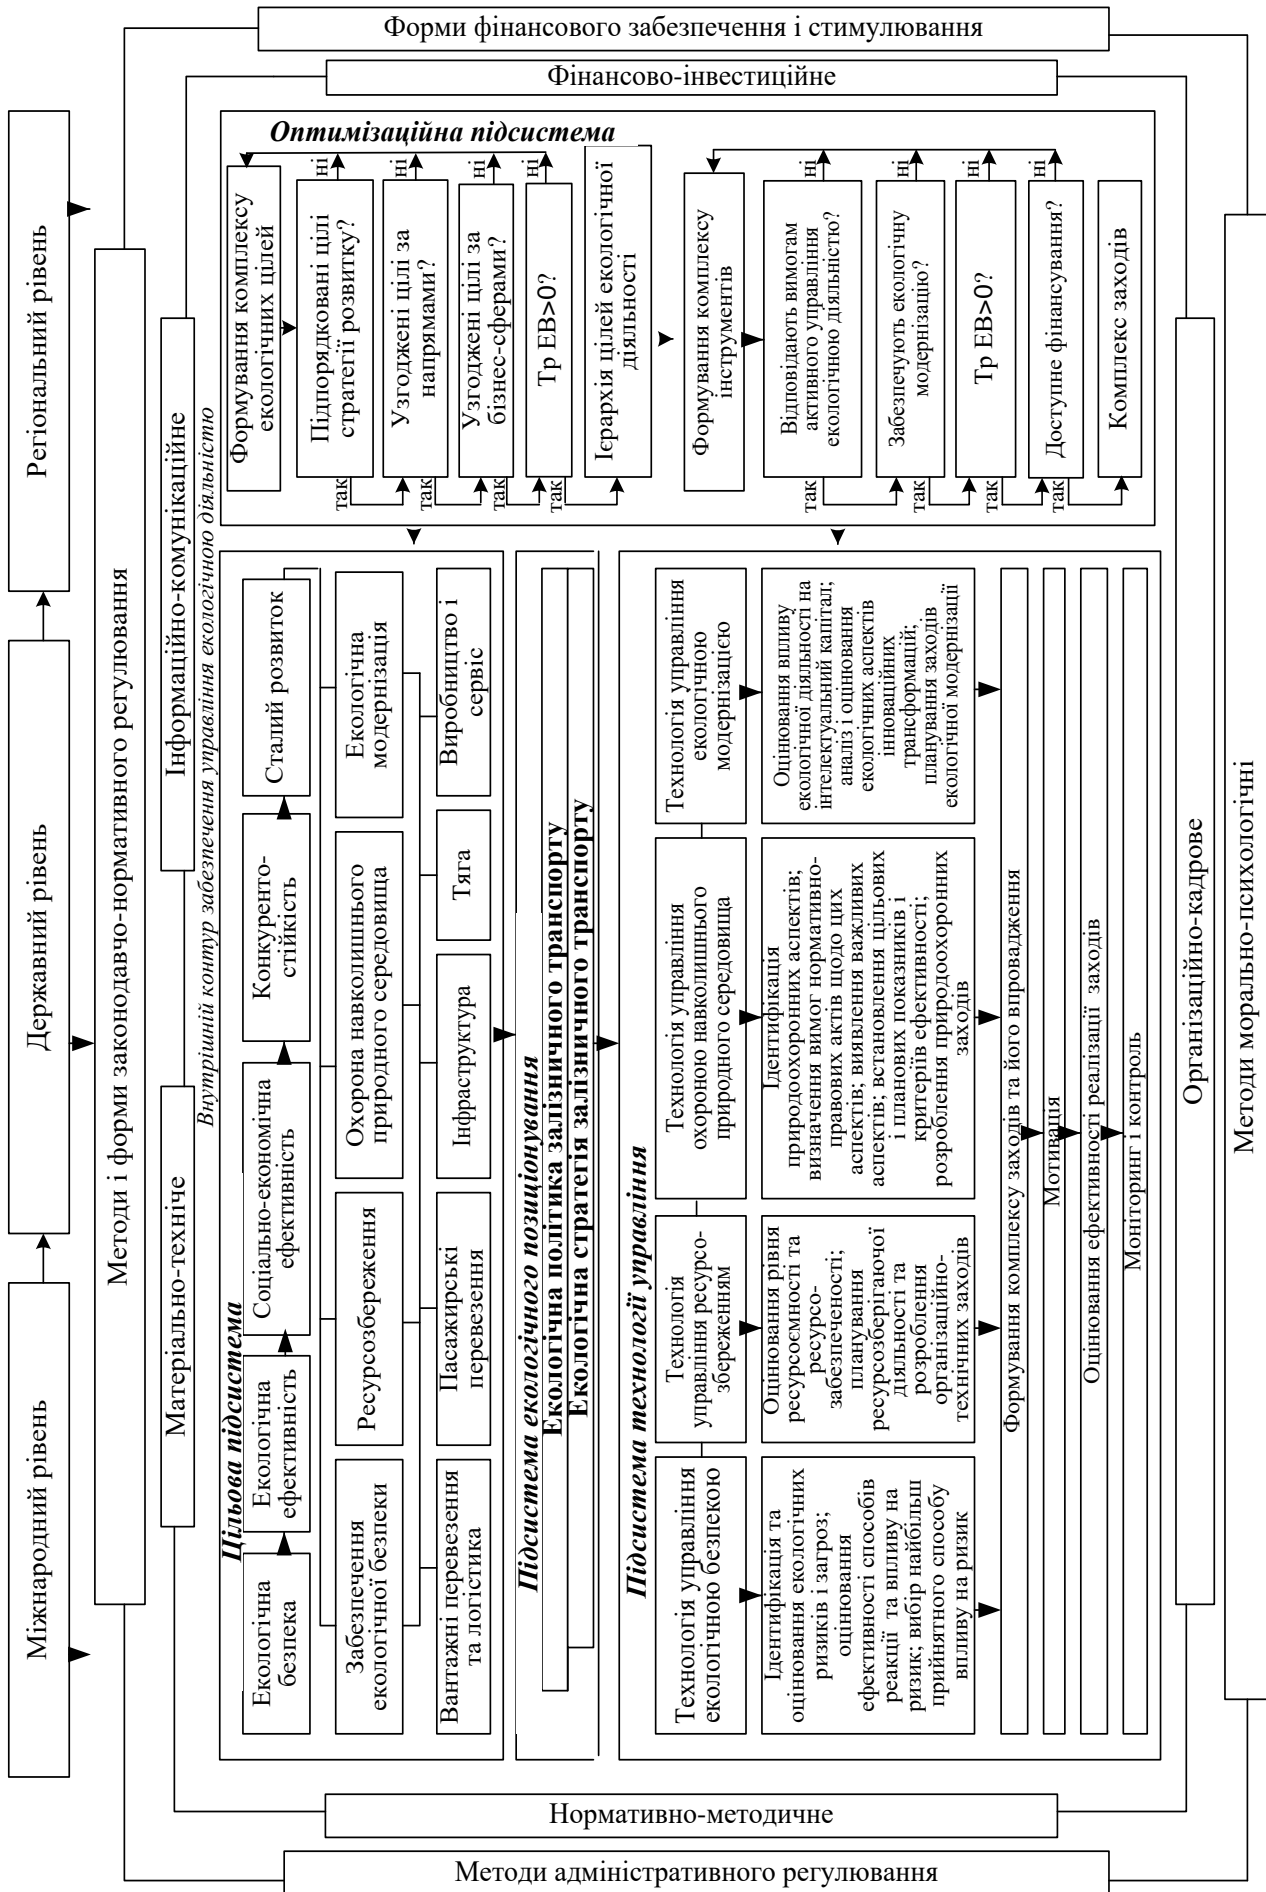 Форми фінансового забезпечення і стимулювання
Фінансово-інвестиційне
Міжнародний рівень
Державний рівень
Регіональний рівень
Методи і форми законодавчо-нормативного регулювання
Матеріально-технічне
Інформаційно-комунікаційне
Внутрішній контур забезпечення управління екологічною діяльністю
Цільова підсистема
Екологічна
безпека
Екологічна
ефективність
Соціально-економічна
ефективність
Конкуренто-
стійкість
Сталий розвиток
Забезпечення
екологічної безпеки
Ресурсозбереження
Охорона навколишнього
природного середовища
Екологічна
модернізація
Вантажні перевезення
та логістика
Пасажирські
перевезення
Інфраструктура
Тяга
Виробництво і
сервіс
Підсистема екологічного позиціонування
Екологічна політика залізничного транспорту
Екологічна стратегія залізничного транспорту
Підсистема технології управління
Технологія управління
екологічною безпекою
Технологія
управління ресурсо-
збереженням
Технологія управління
охороною навколишнього
природного середовища
Технологія управління
екологічною
модернізацією
Ідентифікація та
оцінювання екологічних
ризиків і загроз;
оцінювання
ефективності способів
реакції та впливу на
ризик; вибір найбільш
прийнятного способу
впливу на ризик
Оцінювання рівня
ресурсоємності та
ресурсо-
забезпеченості;
планування
ресурсозберігаючої
діяльності та
розроблення
організаційно-
технічних заходів
Ідентифікація
природоохоронних аспектів;
визначення вимог нормативно-
правових актів щодо цих
аспектів; виявлення важливих
аспектів; встановлення цільових
і планових показників і
критеріїв ефективності;
розроблення природоохоронних
заходів
Оцінювання впливу
екологічної діяльності на
інтелектуальний капітал;
аналіз і оцінювання
екологічних аспектів
інноваційних
трансформацій;
планування заходів
екологічної модернізації
Формування комплексу заходів та його впровадження
Мотивація
Оцінювання ефективності реалізації заходів
Моніторинг і контроль
Оптимізаційна підсистема
Формування комплексу
екологічних цілей
Підпорядковані цілі
стратегії розвитку?
ні
так
Узгоджені цілі за
напрямами?
ні
так
Узгоджені цілі за
бізнес-сферами?
ні
так
Тр ЕВ>0?
ні
так
Ієрархія цілей екологічної
діяльності
Формування комплексу
інструментів
Відповідають вимогам
активного управління
екологічною діяльністю?
ні
так
Забезпечують екологічну
модернізацію?
ні
так
Тр ЕВ>0?
ні
так
Доступне фінансування?
ні
так
Комплекс заходів
Організаційно-кадрове
Методи морально-психологічні
Нормативно-методичне
Методи адміністративного регулювання